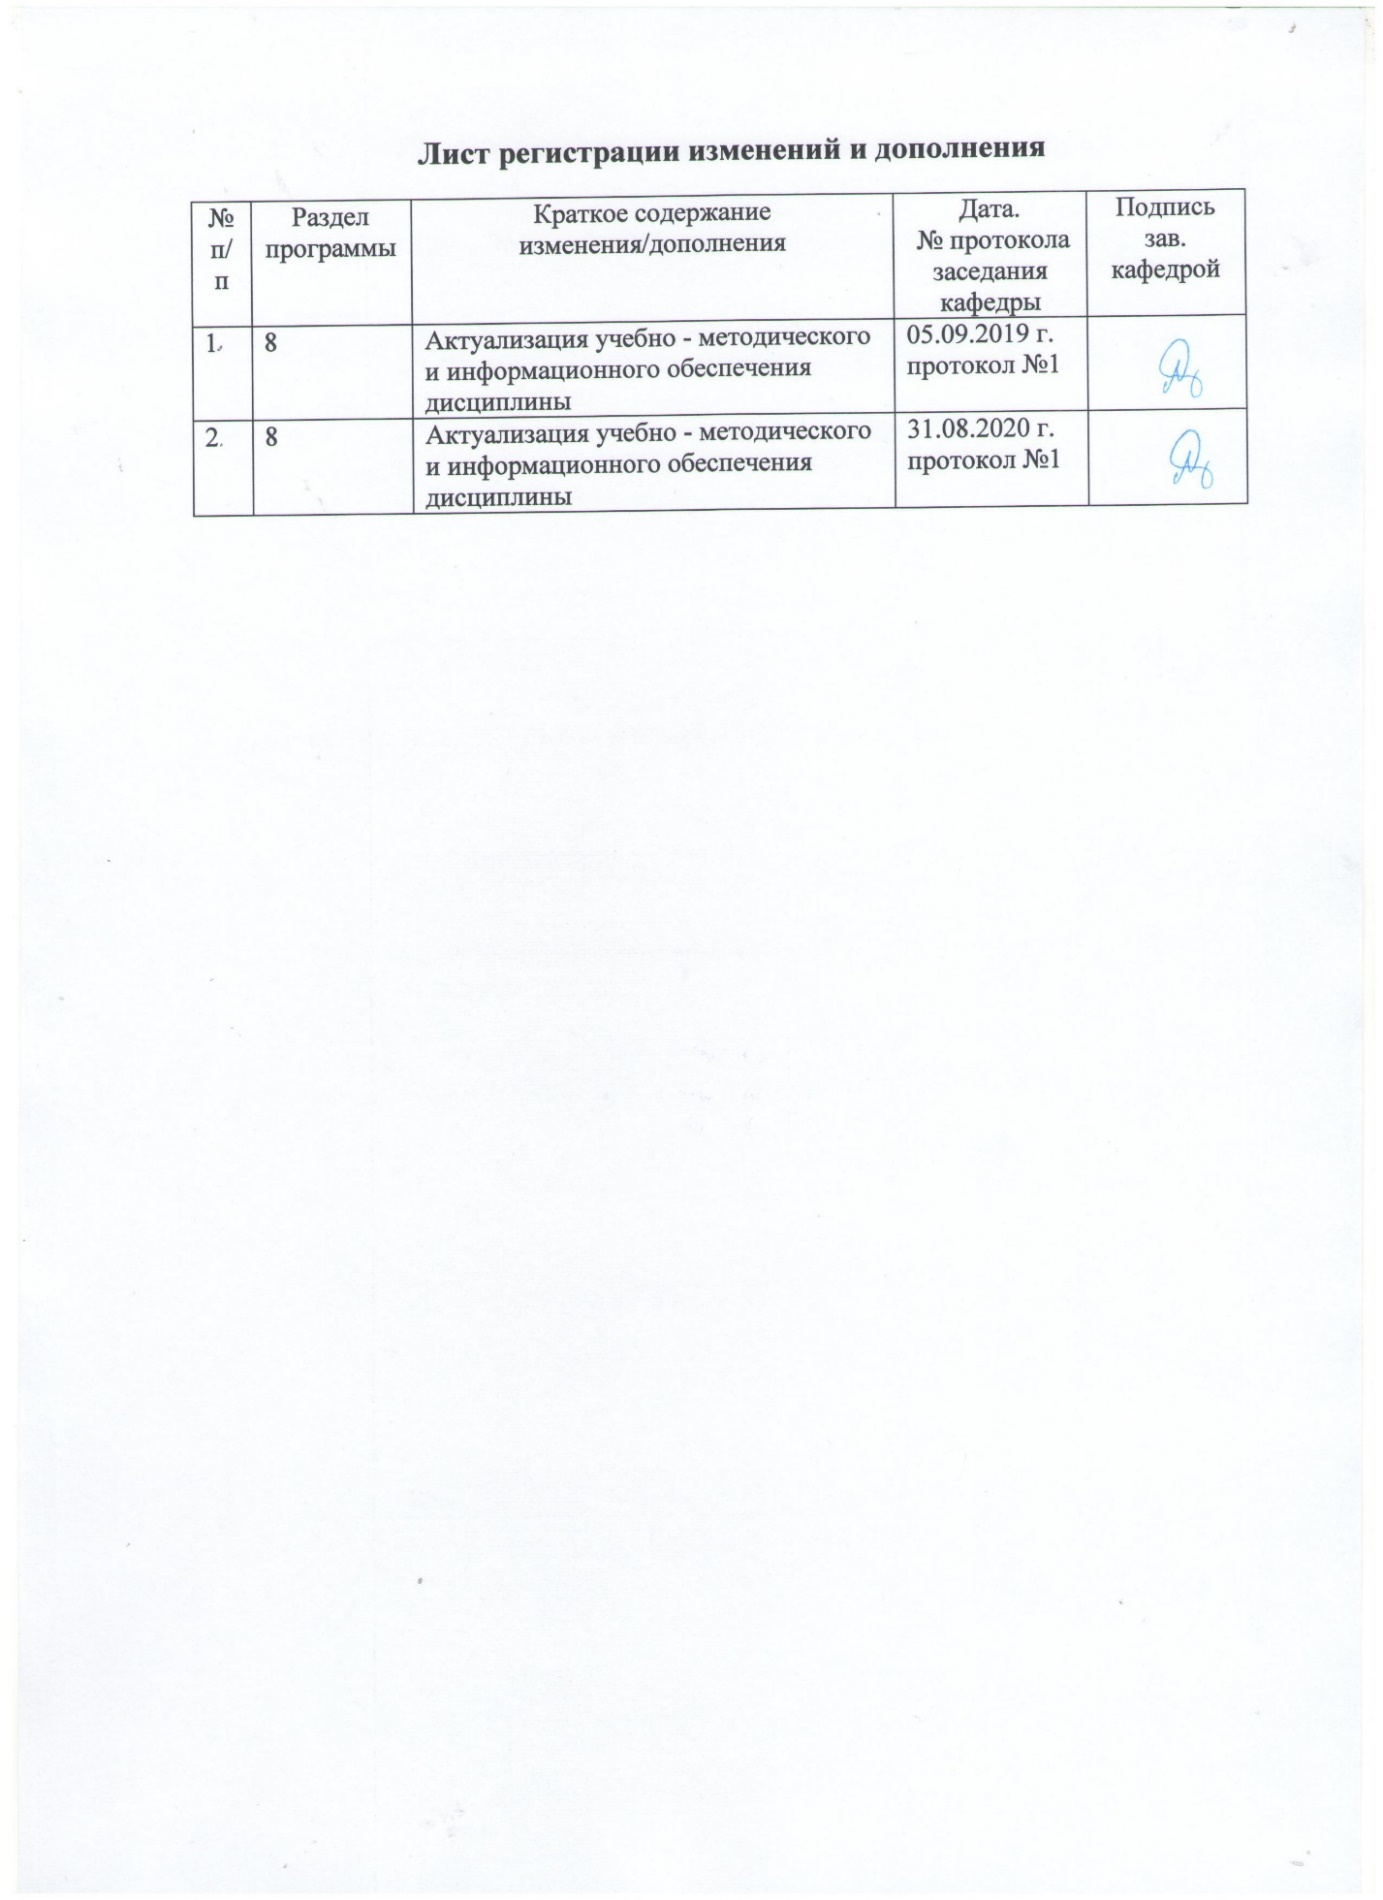 Лист регистрации изменений и дополнения
№ п/п
Раздел программы
Краткое содержание изменения/дополнения
Дата. № протокола заседания кафедры
Подпись зав. кафедрой
1.
8
Актуализация учебно - методического
и информационного обеспечения
дисциплины
05.09.2019 г.
протокол №1
2.
8
Актуализация учебно - методического
и информационного обеспечения
дисциплины
31.08.2020 г.
протокол №1